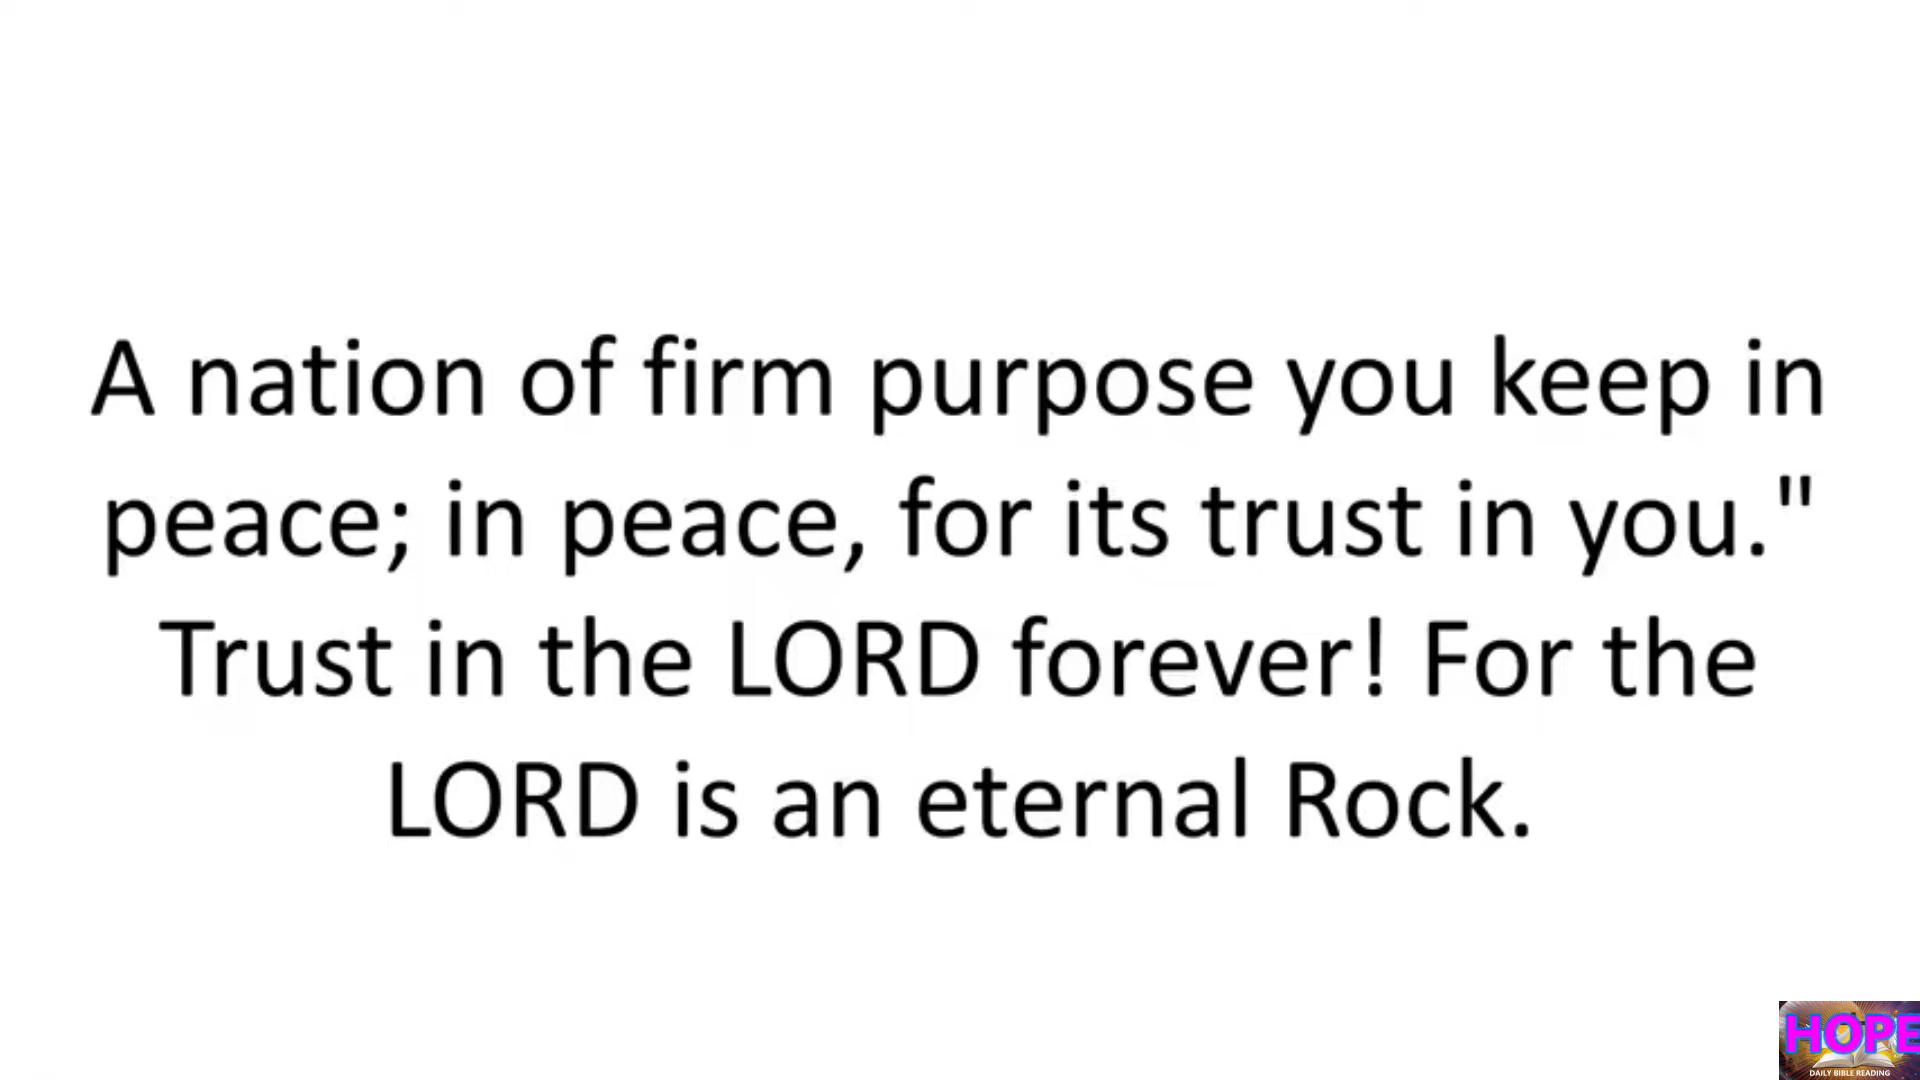 A nation of firm purpose you keep in
peace; in peace, for its trust in you."
Trust in the LORD forever! For the
LORD is an eternal Rock.
HOPE
DAILY BIBLE READING